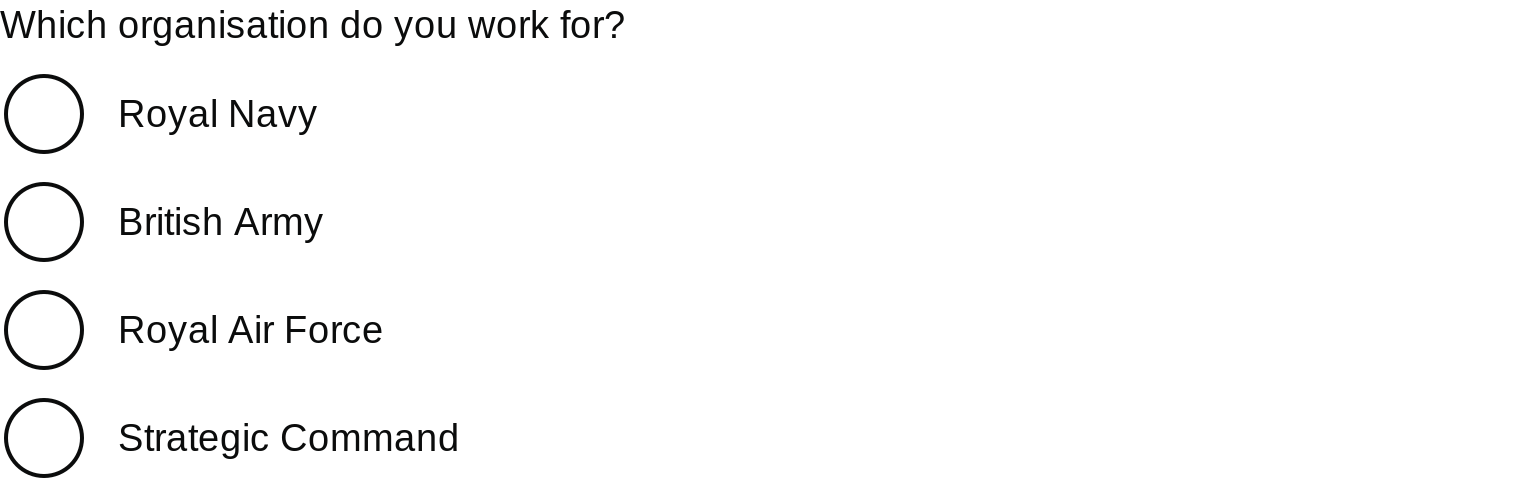 Which organisation do you work for?
Royal Navy
British Army
Royal Air Force
Strategic Command